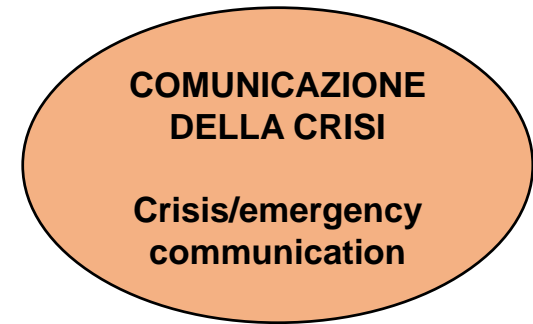 COMUNICAZIONE
DELLA CRISI
Crisis/emergency
communication